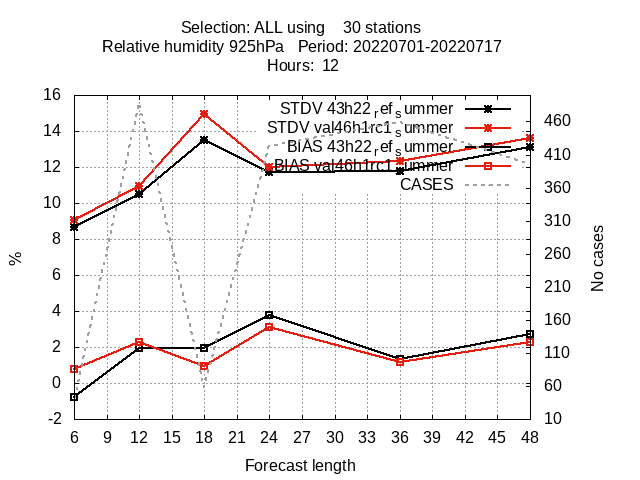 Selection: ALL using    30 stations
Relative humidity 925hPa   Period: 20220701-20220717
Hours:  12
STDV 43h22_ref_summer
STDV val46h1rc1_summer
BIAS 43h22_ref_summer
BIAS val46h1rc1_summer
CASES
16
14
12
10
8
6
4
2
0
-2
%
460
410
360
310
260
210
160
110
60
10
No cases
6 9 12 15 18 21 24 27 30 33 36 39 42 45 48
Forecast length